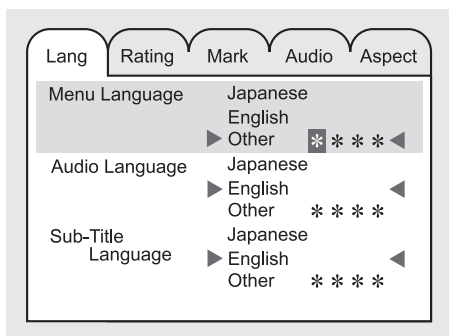 Lang Rating Mark Audio Aspect
Menu Language Japanese
English
Other * * * *
Audio Language Japanese
English
Other * * * *
Sub-Title Japanese
Language English
Other * * * *